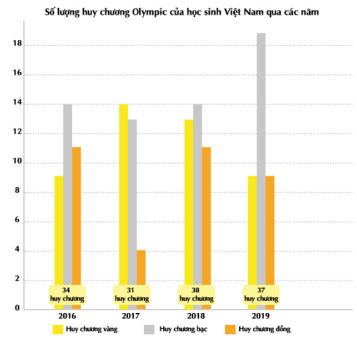 Số lượng huy chương Olympic của học sinh Việt Nam qua các năm
18
16
14
12
10
8
6
4
2
0
34
huy chương
31
huy chương
38
huy chương
37
huy chương
2016
2017
2018
2019
Huy chương vàng
Huy chương bạc
Huy chương đồng